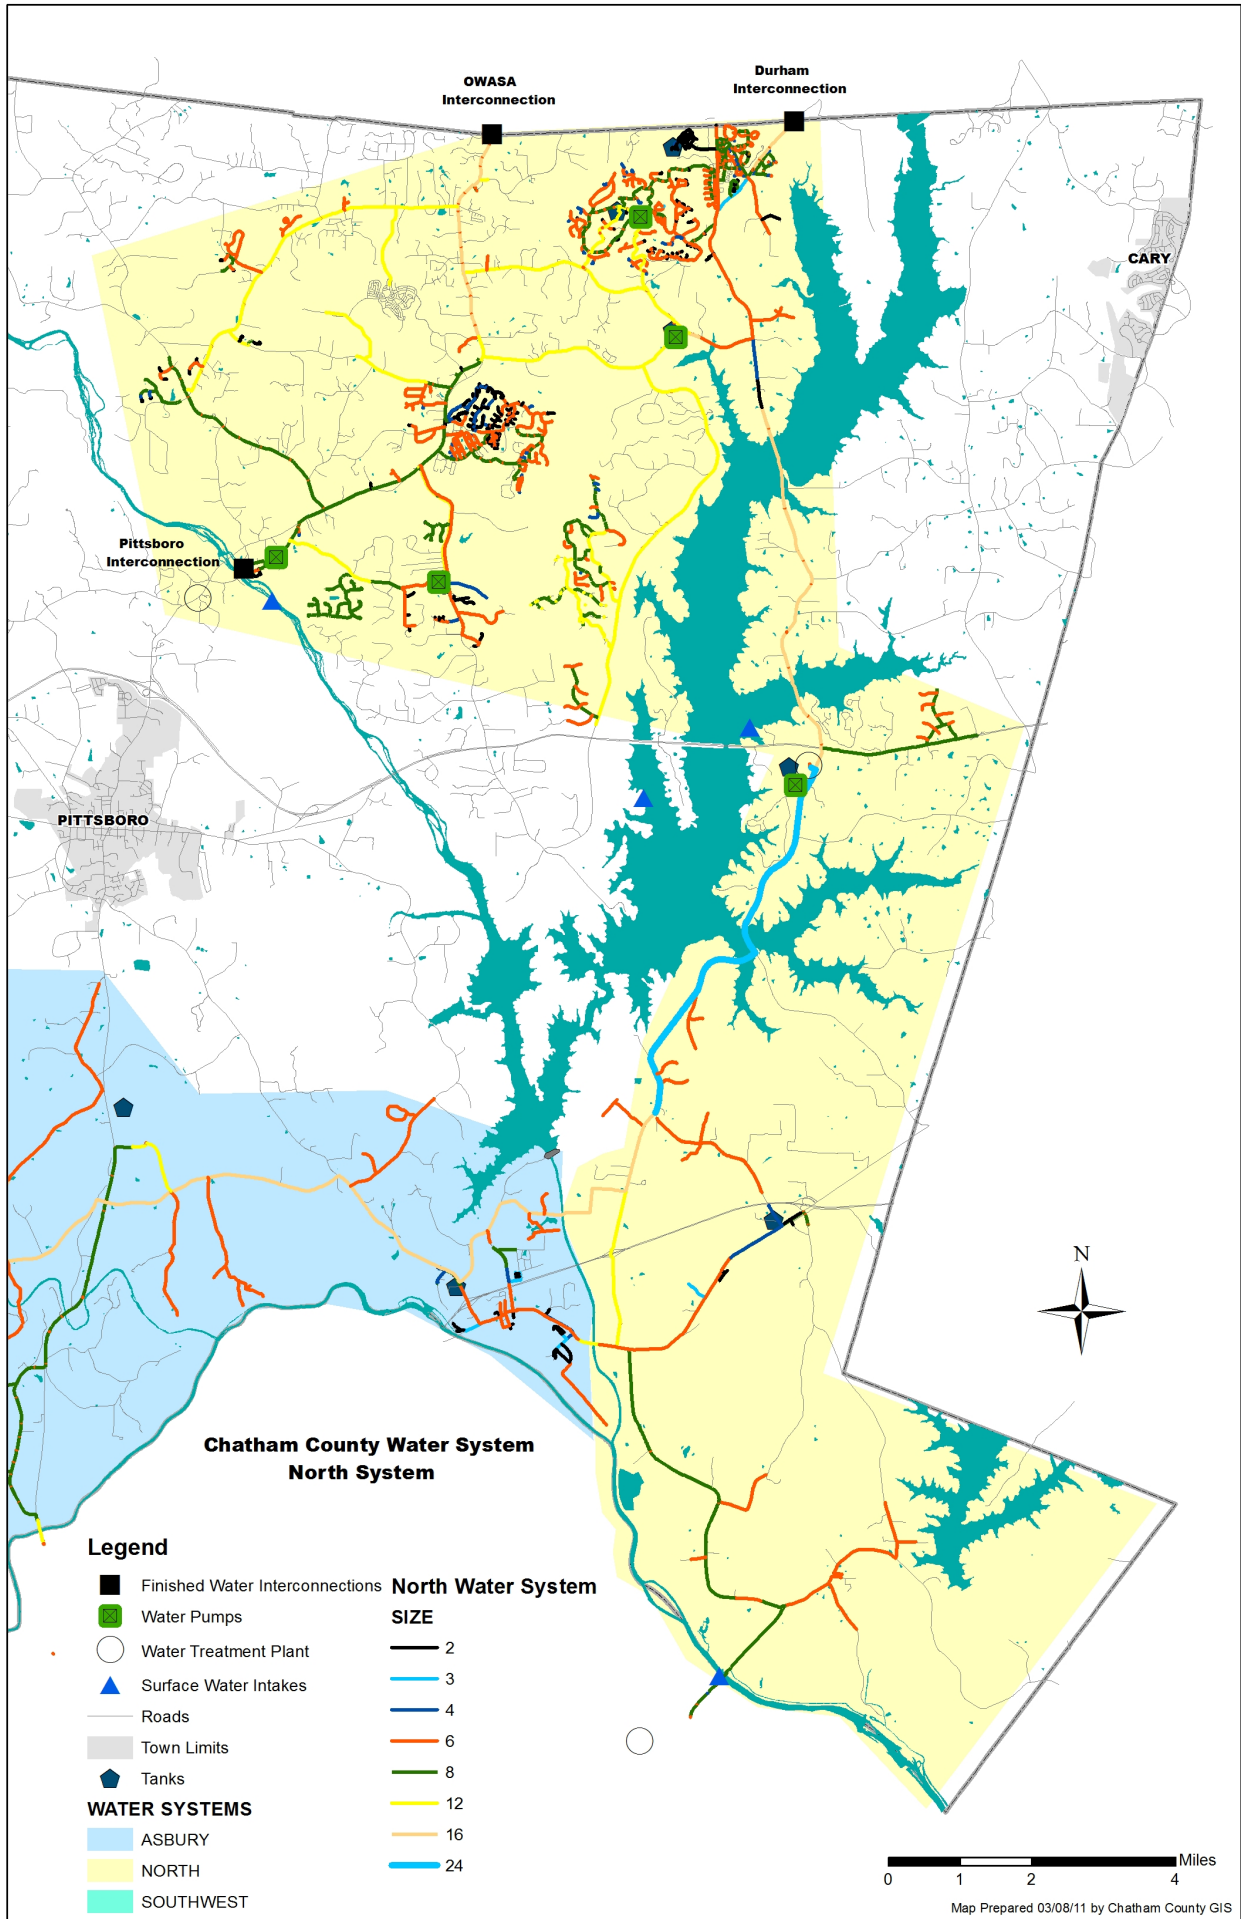 OWASA
Interconnection
Durham
Interconnection
CARY
Pittsboro
Interconnection
PITTSBORO
N
Chatham County Water System
North System
Legend
Finished Water Interconnections
Water Pumps
Water Treatment Plant
Surface Water Intakes
Roads
Town Limits
Tanks
WATER SYSTEMS
ASBURY
NORTH
SOUTHWEST
North Water System
SIZE
2
3
4
6
8
12
16
24
Miles
0 1 2 4
Map Prepared 03/08/11 by Chatham County GIS